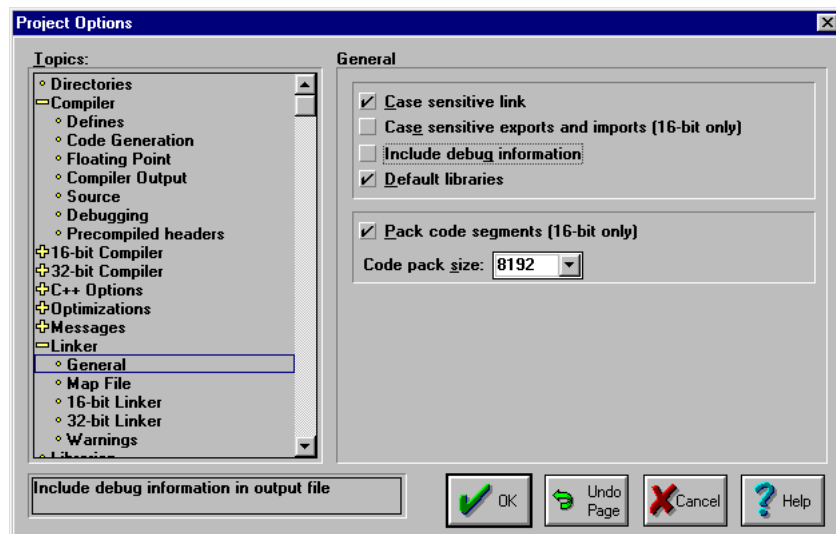 Project Options
Topics:
Directories
Compiler
Defines
Code Generation
Floating Point
Compiler Output
Source
Debugging
Precompiled headers
16-bit Compiler
32-bit Compiler
C++ Options
Optimizations
Messages
Linker
General
Map File
16-bit Linker
32-bit Linker
Warnings
General
Case sensitive link
Case sensitive exports and imports (16-bit only)
Include debug information
Default libraries
Pack code segments (16-bit only)
Code pack size: 8192
Include debug information in output file
OK
Undo
Page
Cancel
Help